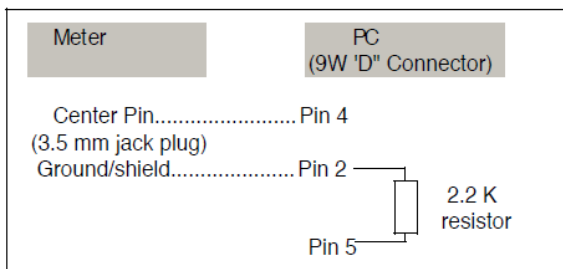 Meter PC
(9W 'D" Connector)
Center Pin........................ Pin 4
(3.5 mm jack plug)
Ground/shield..................... Pin 2
2.2 K
resistor
Pin 5